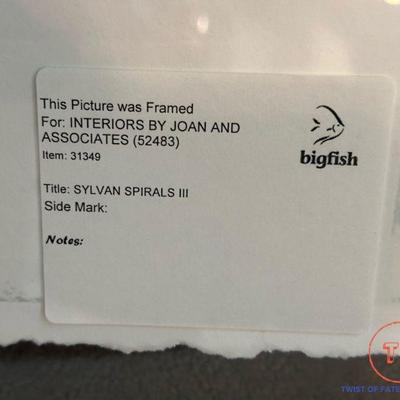 This Picture was Framed
For: INTERIORS BY JOAN AND
ASSOCIATES (52483)
Item: 31349
bigfish
Title: SYLVAN SPIRALS III
Side Mark:
Notes:
TWIST OF FATE